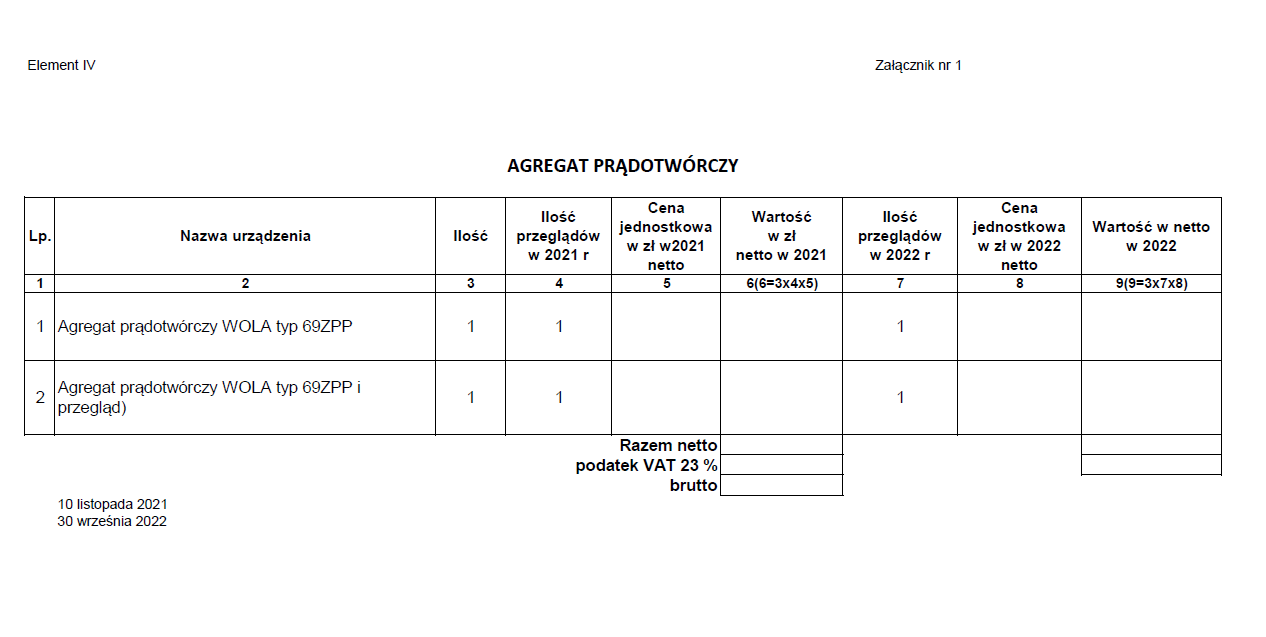 Element IV
Załącznik nr 1
AGREGAT PRĄDOTWÓRCZY
Lp.
Nazwa urządzenia
Ilość
Ilość
przeglądów
w 2021 r
Cena
jednostkowa
w zł w2021
netto
Wartość
w zł
netto w 2021
Ilość
przeglądów
w 2022 r
Cena
jednostkowa
w zł w 2022
netto
Wartość w netto
w 2022
1 2 3 4 5 6(6=3x4x5) 7 8 9(9=3x7x8)
1 Agregat prądotwórczy WOLA typ 69ZPP 1 1 1
2 Agregat prądotwórczy WOLA typ 69ZPP i
przegląd) 1 1 1
Razem netto
podatek VAT 23 %
brutto
10 listopada 2021
30 września 2022